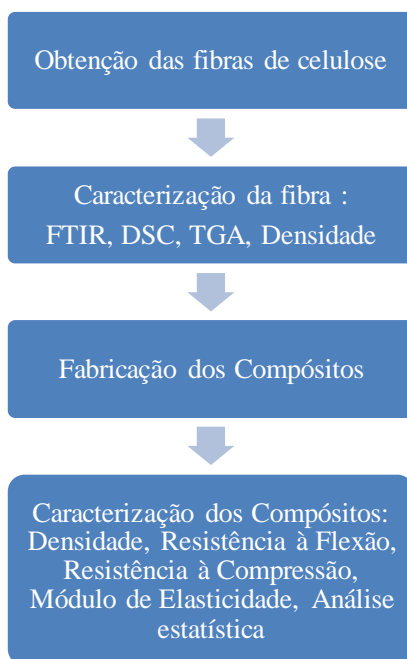 Obtenção das fibras de celulose
Caracterização da fibra :
FTIR, DSC, TGA, Densidade
Fabricação dos Compósitos
Caracterização dos Compósitos:
Densidade, Resistência à Flexão,
Resistência à Compressão,
Módulo de Elasticidade, Análise
estatística